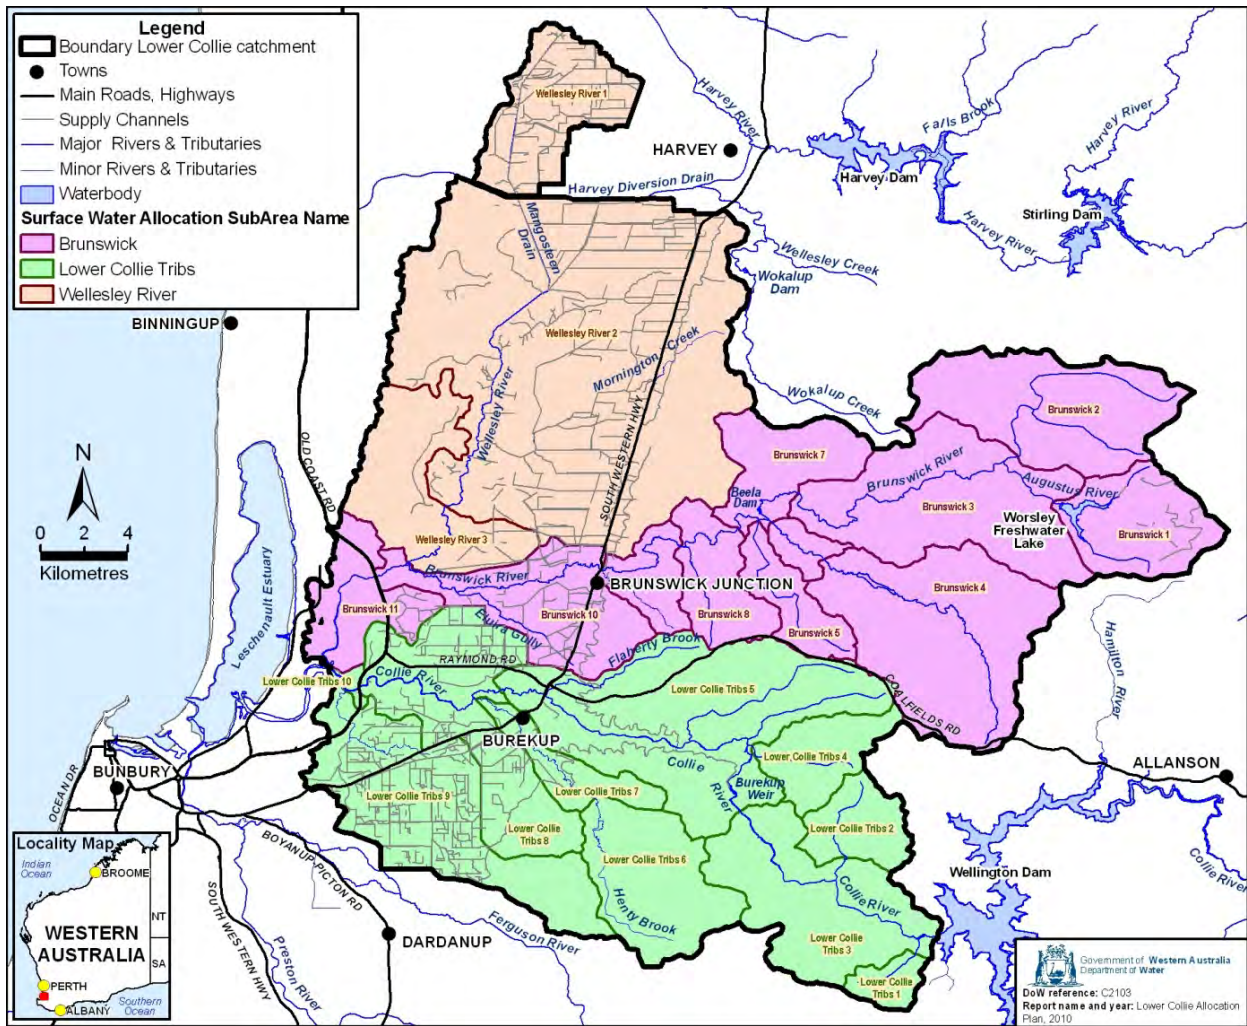 Legend
Boundary Lower Collie catchment
Towns
Main Roads, Highways
Supply Channels
Major Rivers & Tributaries
Minor Rivers & Tributaries
Waterbody
Surface Water Allocation SubArea Name
Brunswick
Lower Collie Tribs
Wellesley River
Wellesley River 1
HARVEY
Harvey River
Falls Brook
Harvey River
Harvey Dam
Harvey Diversion Drain
Stirling Dam
Harvey River
Mangosteen
Drain
Wellesley Creek
Wokalup
Dam
BINNINGUP
Wellesley River 2
Mornington Creek
Wellesley River
SOUTH WESTERN HWY
Wokalup Creek
OLD COAST RD
N
0 2 4
Kilometres
Brunswick 2
Brunswick 7
Brunswick River
Augustus River
Beela
Dam
Brunswick 3
Worsley
Freshwater
Lake
Brunswick 1
Wellesley River 3
Brunswick River
BRUNSWICK JUNCTION
Brunswick 4
Leschenault Estuary
Brunswick 11
Elvira Gully
Brunswick 10
Brunswick 8
Brunswick 5
Flaherty Brook
Hamilton River
RAYMOND RD
Lower Collie Tribs 10
Collie River
Lower Collie Tribs 5
COALFIELDS RD
BUREKUP
Lower Collie Tribs 4
ALLANSON
Collie
River
Burekup
Weir
BUNBURY
OCEAN DR
Lower Collie Tribs 9
Lower Collie Tribs 7
Lower Collie
Tribs 8
Lower Collie Tribs 2
Lower Collie Tribs 6
BOYANUP-PICTON RD
Wellington Dam
Collie River
Collie River
Henty Brook
Ferguson River
DARDANUP
Lower Collie
Tribs 3
Lower Collie
Tribs 1
SOUTH WESTERN HWY
Preston River
Locality Map
Indian
Ocean
BROOME
WESTERN
AUSTRALIA
NT
SA
PERTH
ALBANY
Southern
Ocean
Government of Western Australia
Department of Water
DoW reference: C2103
Report name and year: Lower Collie Allocation
Plan, 2010